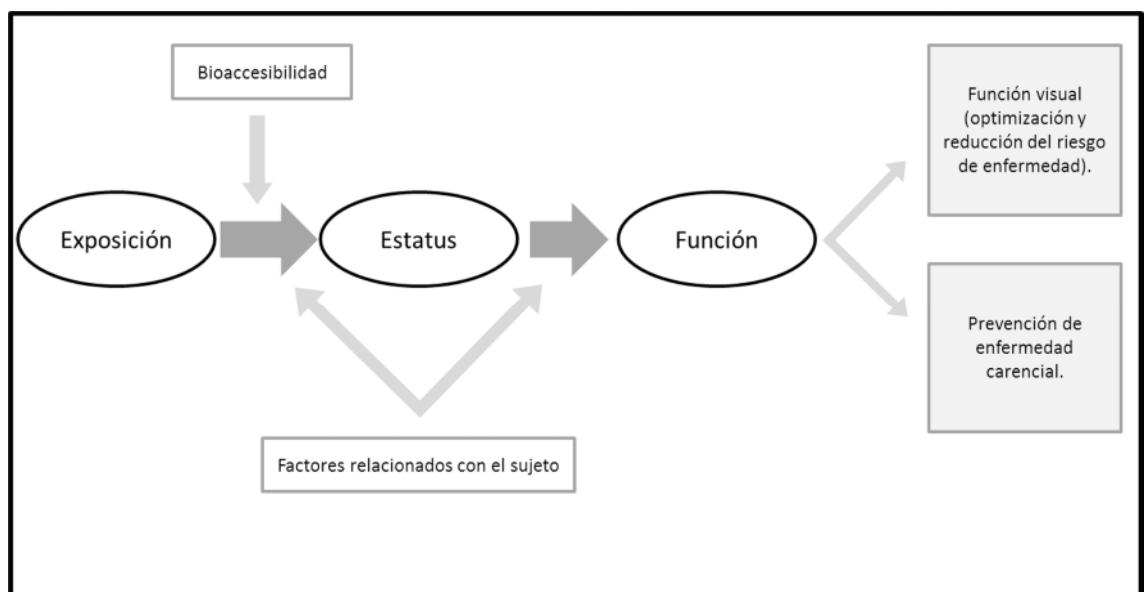 Bioaccesibilidad
Exposición
Estatus
Función
Función visual
(optimización y
reducción del riesgo
de enfermedad).
Prevención de
enfermedad
carencial.
Factores relacionados con el sujeto